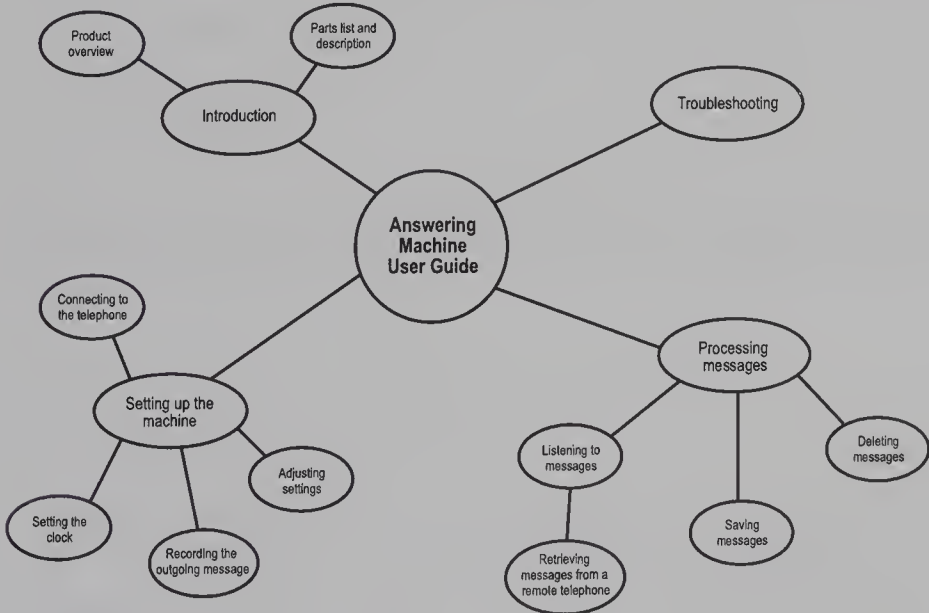 Product
overview
Parts list and
description
Introduction
Troubleshooting
Answering
Machine
User Guide
Connecting to
the telephone
Setting up the
machine
Adjusting
settings
Setting the
clock
Recording the
outgoing message
Processing
messages
Listening to
messages
Deleting
messages
Saving
messages
Retrieving
messages from a
remote telephone